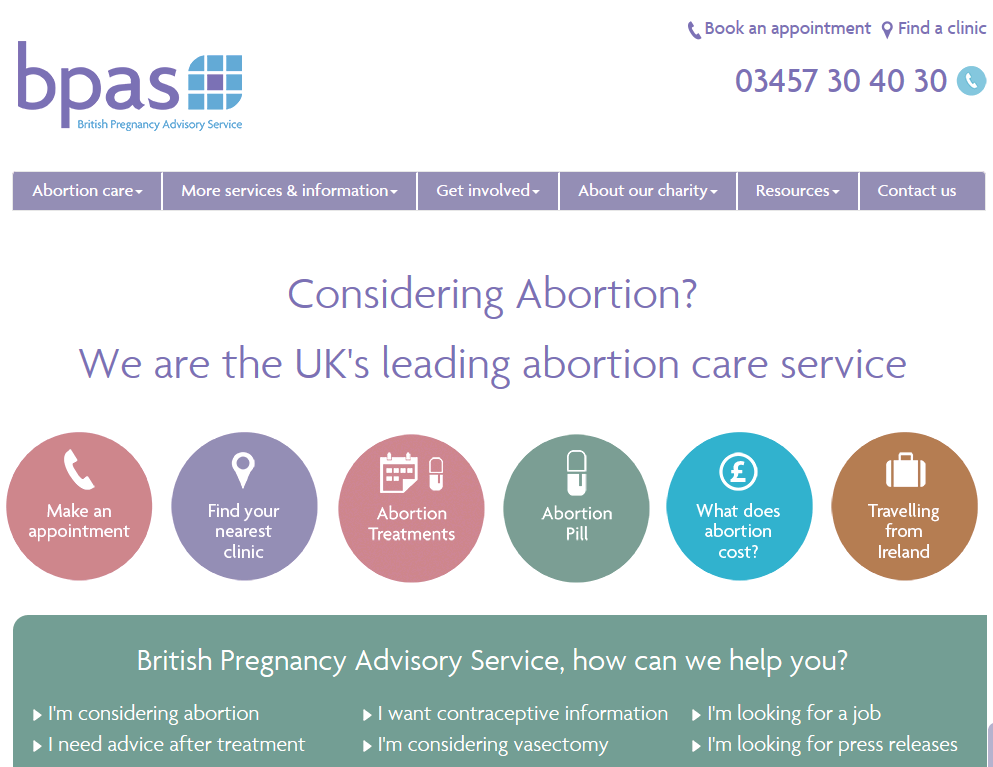 Book an appointment Find a clinic
bpas
British Pregnancy Advisory Service
03457 30 40 30
Abortion care More services & information Get involved About our charity Resources Contact us
Considering Abortion?
We are the UK's leading abortion care service
Make an
appointment
Find your
nearest
clinic
Abortion
Treatments
Abortion
Pill
£
What does
abortion
cost?
Travelling
from
Ireland
British Pregnancy Advisory Service, how can we help you?
I'm considering abortion I want contraceptive information I'm looking for a job
I need advice after treatment I'm considering vasectomy I'm looking for press releases